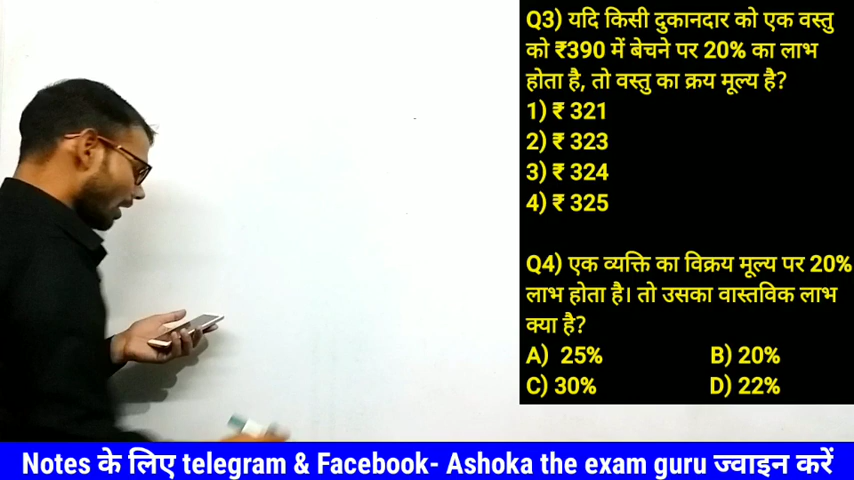 Q3) यदि किसी दुकानदार को एक वस्तु
को ₹390 में बेचने पर 20% का लाभ
होता है, तो वस्तु का क्रय मूल्य है?
1) ₹ 321
2) ₹ 323
3) ₹ 324
4) ₹ 325
Q4) एक व्यक्ति का विक्रय मूल्य पर 20%
लाभ होता है। तो उसका वास्तविक लाभ
क्या है?
A) 25% B) 20%
C) 30% D) 22%
Notes के लिए telegram & Facebook- Ashoka the exam guru ज्वाइन करें